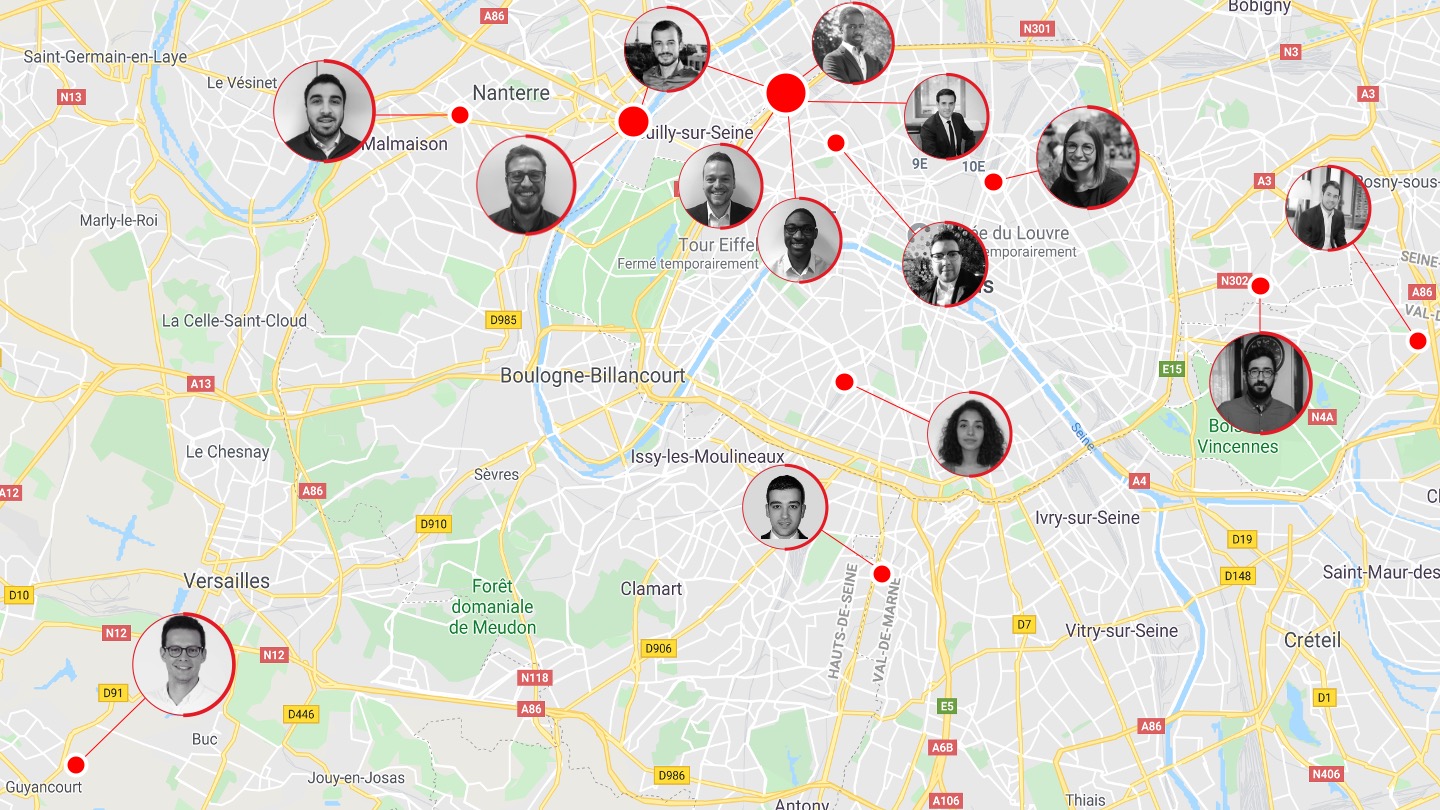 Bobigny
A86
N301
N3
Saint-Germain-en-Laye
Le Vésinet
N13
Nanterre
A3
uilly-sur-Seine
Malmaison
9E
10E
A3
Rosny-sous-
Marly-le-Roi
Tour Eiffel
Fermé temporairement
ée du Louvre
emporairement
SEINE-
N302
A86
is
VAL-D
La Celle-Saint-Cloud
D985
E15
Boulogne-Billancourt
A13
N4A
Bois
Vincennes
Seine
Le Chesnay
Issy-les-Moulineaux
Sèvres
A4
A12
A86
D910
Ivry-sur-Seine
D19
D148
Saint-Maur-des
Versailles
Forêt
domaniale
de Meudon
Clamart
HAUTS-DE-SEINE
VAL-DE-MARNE
D10
N12
N12
D7
Vitry-sur-Seine
Créteil
D906
N118
D91
D446
A86
E5
D1
A86
Buc
A6B
Guyancourt
Jouy-en-Josas
D986
N406
Antony
A106
Thiais